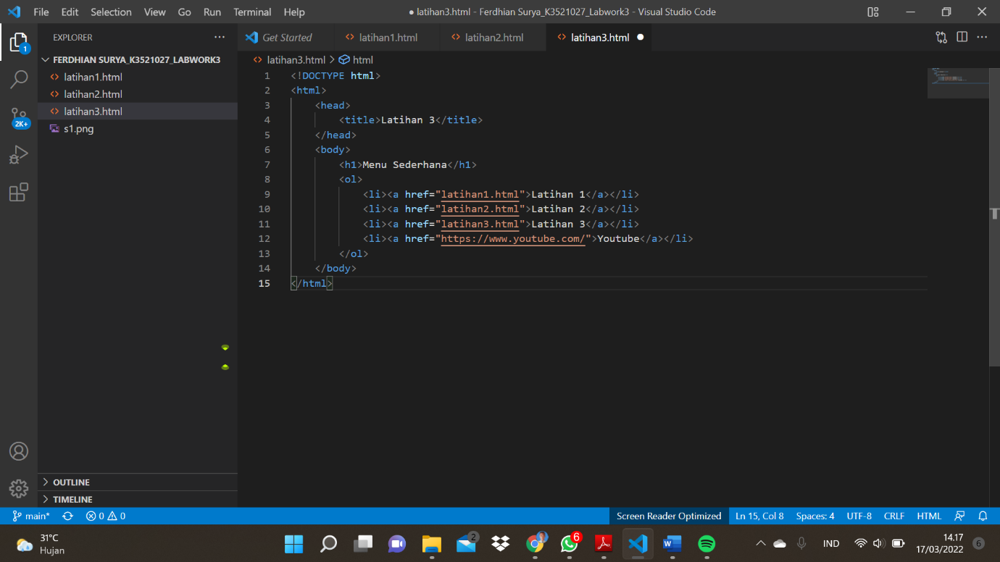 File Edit Selection View Go Run Terminal Help
● latihan3.html - Ferdhian Surya_K3521027_Labwork3 - Visual Studio Code
EXPLORER
FERDHIAN SURYA_K3521027_LABWORK3
latihan1.html
latihan2.html
latihan3.html
s1.png
1
2K+
OUTLINE
TIMELINE
Get Started latihan1.html latihan2.html latihan3.html
latihan3.html > html
1 <!DOCTYPE html>
2 <html>
3 <head>
4 <title>Latihan 3</title>
5 </head>
6 <body>
7 <h1>Menu Sederhana</h1>
8 <ol>
9 <li><a href="latihan1.html">Latihan 1</a></li>
10 <li><a href="latihan2.html">Latihan 2</a></li>
11 <li><a href="latihan3.html">Latihan 3</a></li>
12 <li><a href="https://www.youtube.com/">Youtube</a></li>
13 </ol>
14 </body>
15 </html>
main* 0 0 Screen Reader Optimized Ln 15, Col 8 Spaces: 4 UTF-8 CRLF HTML
31°C
Hujan
2
6
IND
14.17
17/03/2022
6